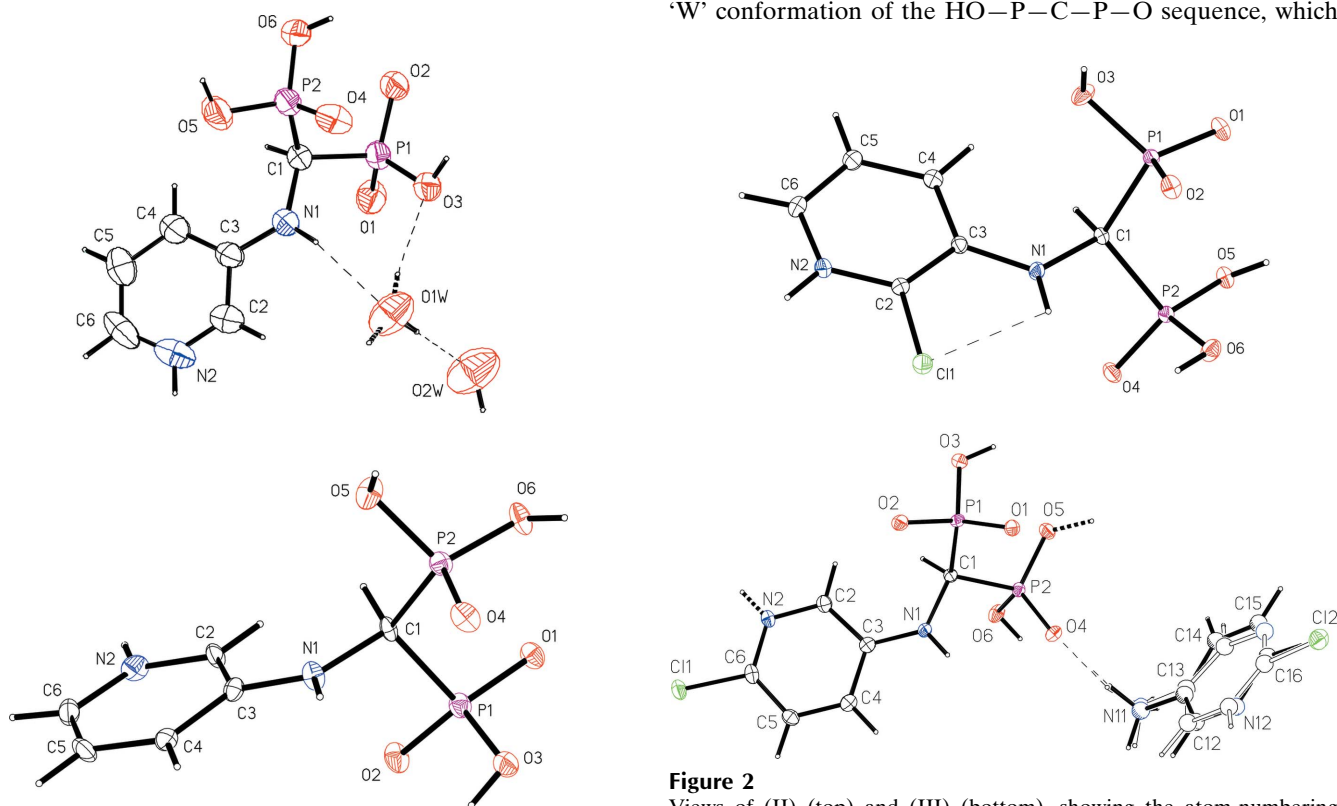 'W' conformation of the HO—P—C—P—O sequence, which
O6
O2
P2
O4
O5
P1
C1
O3
N1
O1
C4
C3
C5
O1W
C2
C6
N2
O2W
O3
O1
C5
P1
C4
C6
O2
C3
C1
N1
O5
N2
C2
P2
O6
Cl1
O4
O5
O6
P2
O4
C2
N2
N1
C1
O1
C6
C3
P1
C5
C4
O2
O3
O3
O2
P1
O1
O5
C1
N2
C2
P2
C15
N1
C3
O6
O4
C14
Cl2
C6
C13
C16
Cl1
C4
C5
N11
N12
C12
Figure 2
Views of (II) (top) and (III) (bottom), showing the atom-numbering